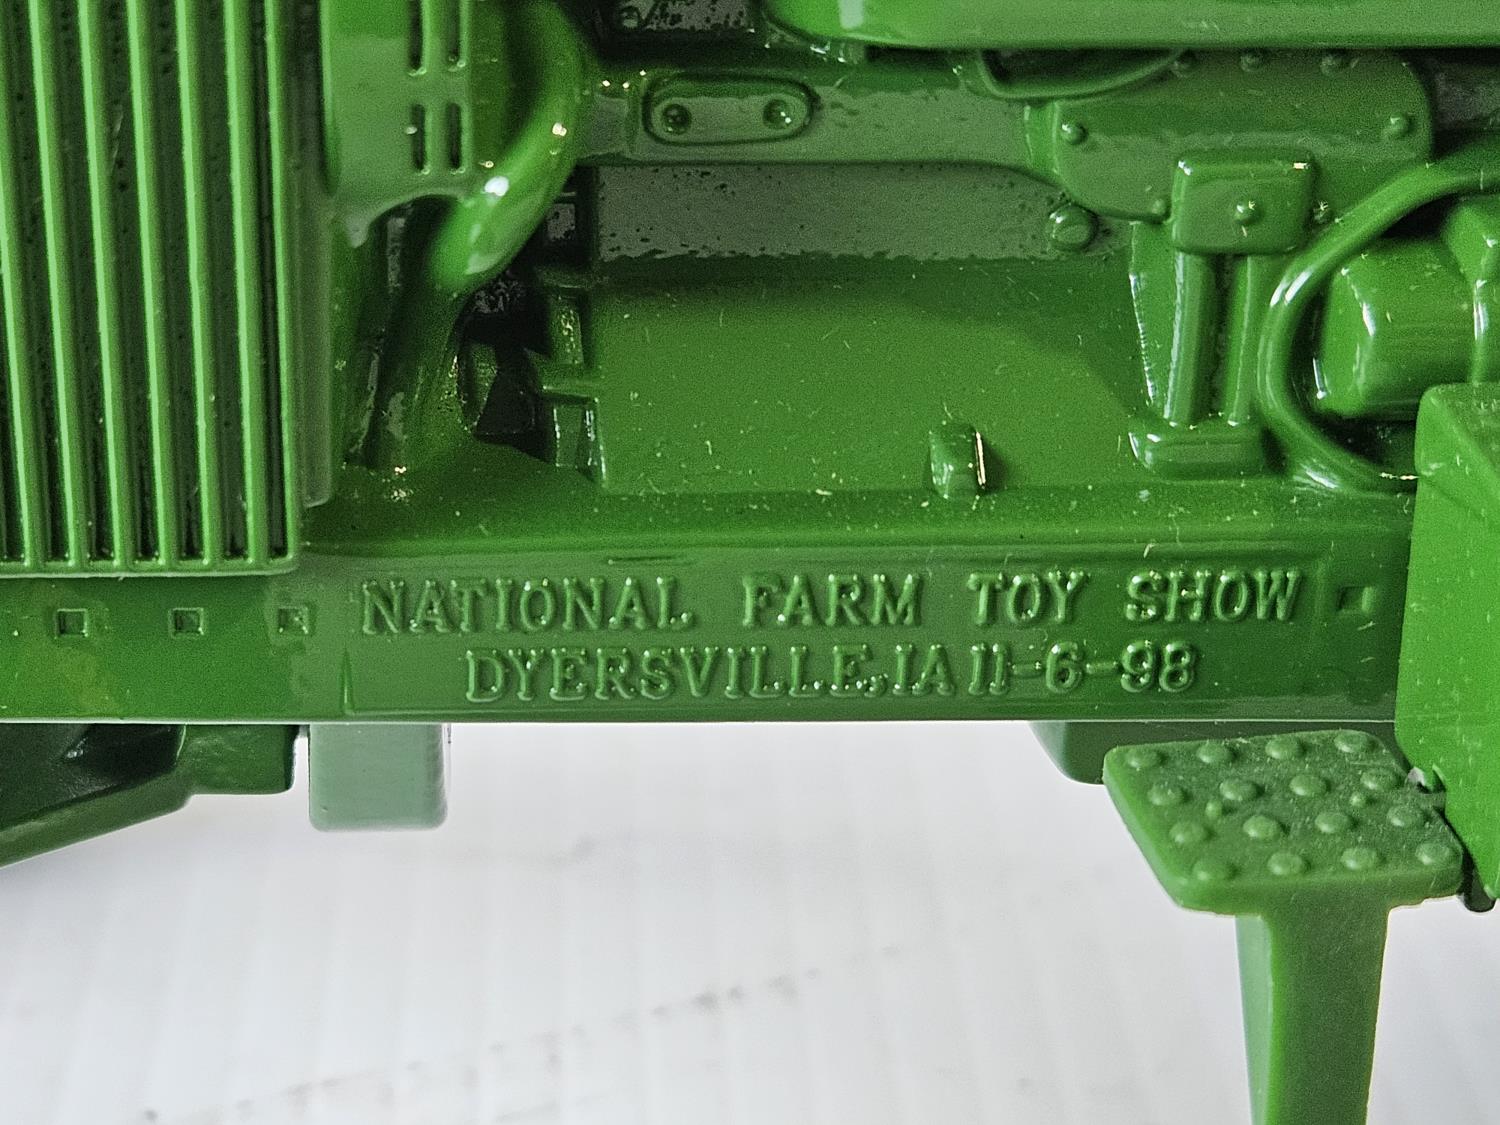 NATIONAL FARM TOY SHOW
DYERSVILLE, IA 11-6-98